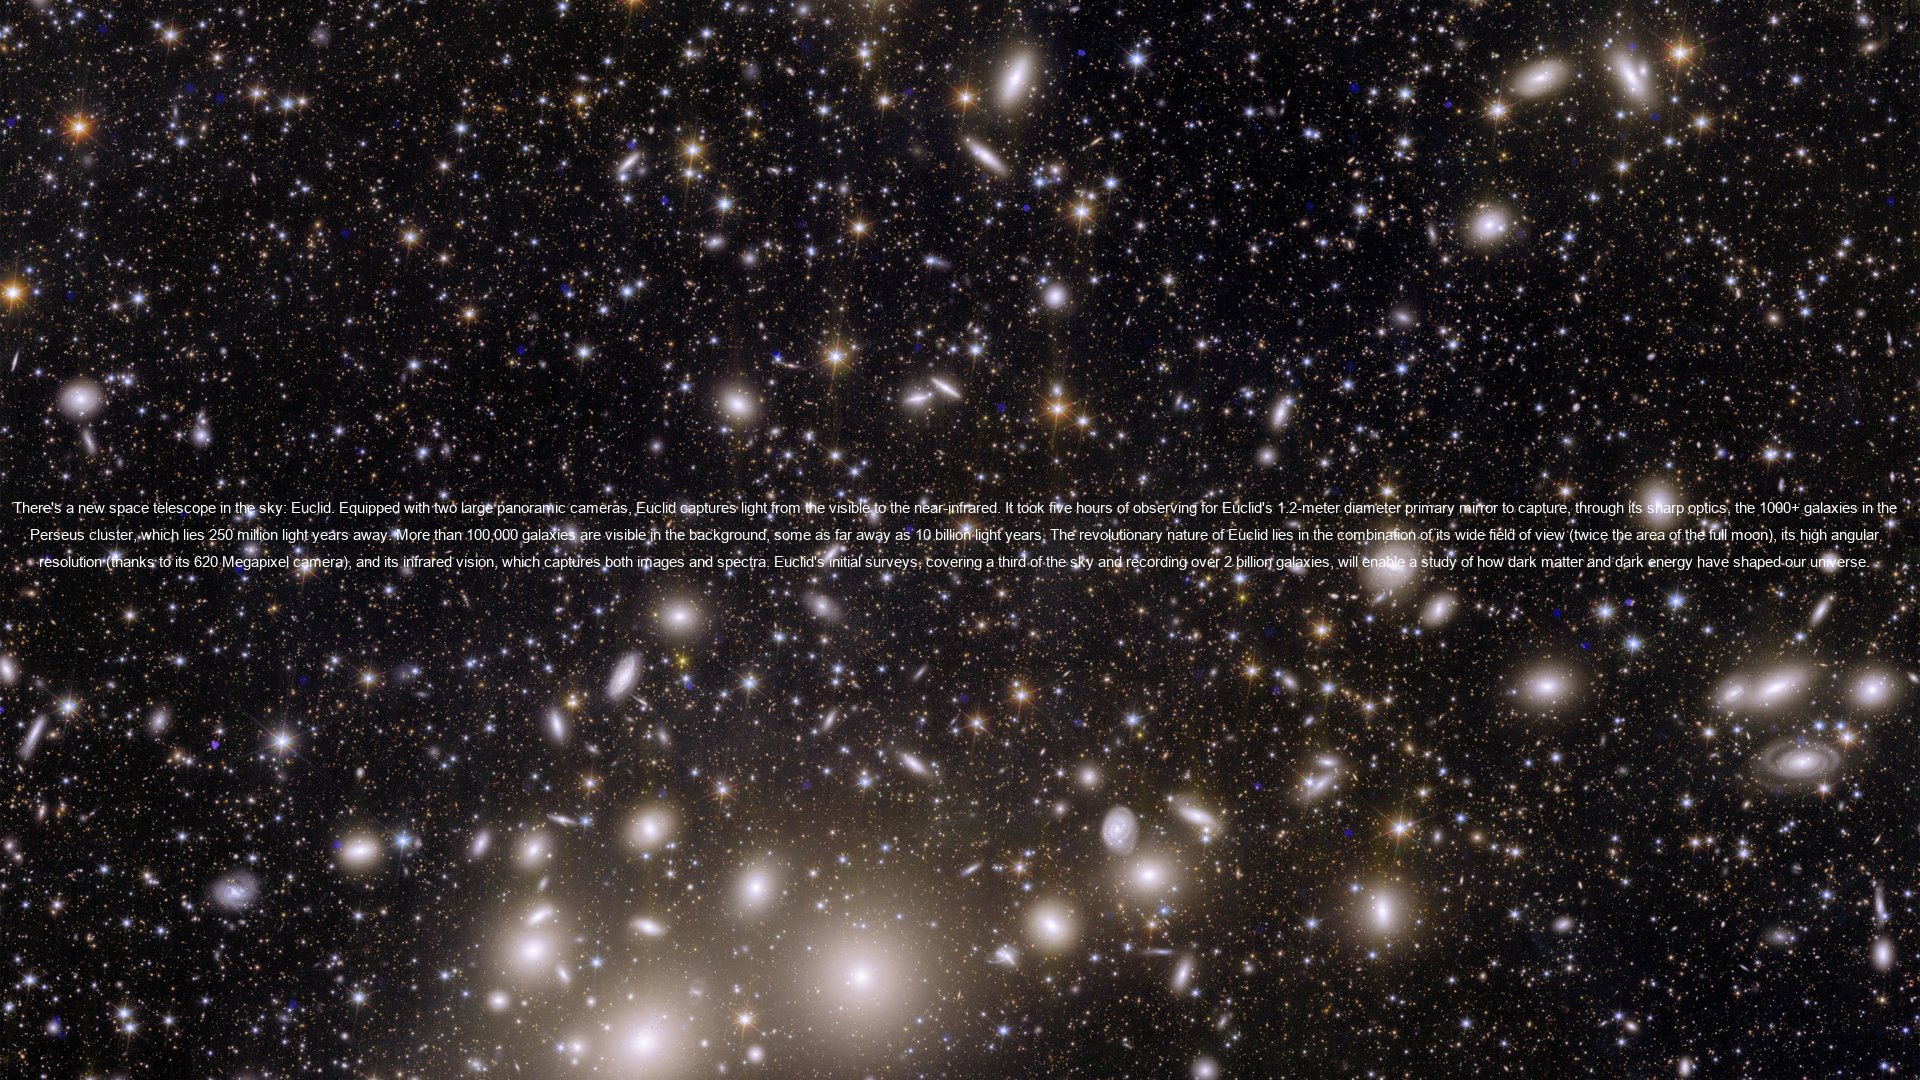 There's a new space telescope in the sky: Euclid. Equipped with two large panoramic cameras, Euclid captures light from the visible to the near-infrared. It took five hours of observing for Euclid's 1.2-meter diameter primary mirror to capture, through its sharp optics, the 1000+ galaxies in the
Perseus cluster, which lies 250 million light years away. More than 100,000 galaxies are visible in the background, some as far away as 10 billion light years. The revolutionary nature of Euclid lies in the combination of its wide field of view (twice the area of the full moon), its high angular
resolution (thanks to its 620 Megapixel camera), and its infrared vision, which captures both images and spectra. Euclid's initial surveys, covering a third of the sky and recording over 2 billion galaxies, will enable a study of how dark matter and dark energy have shaped our universe.